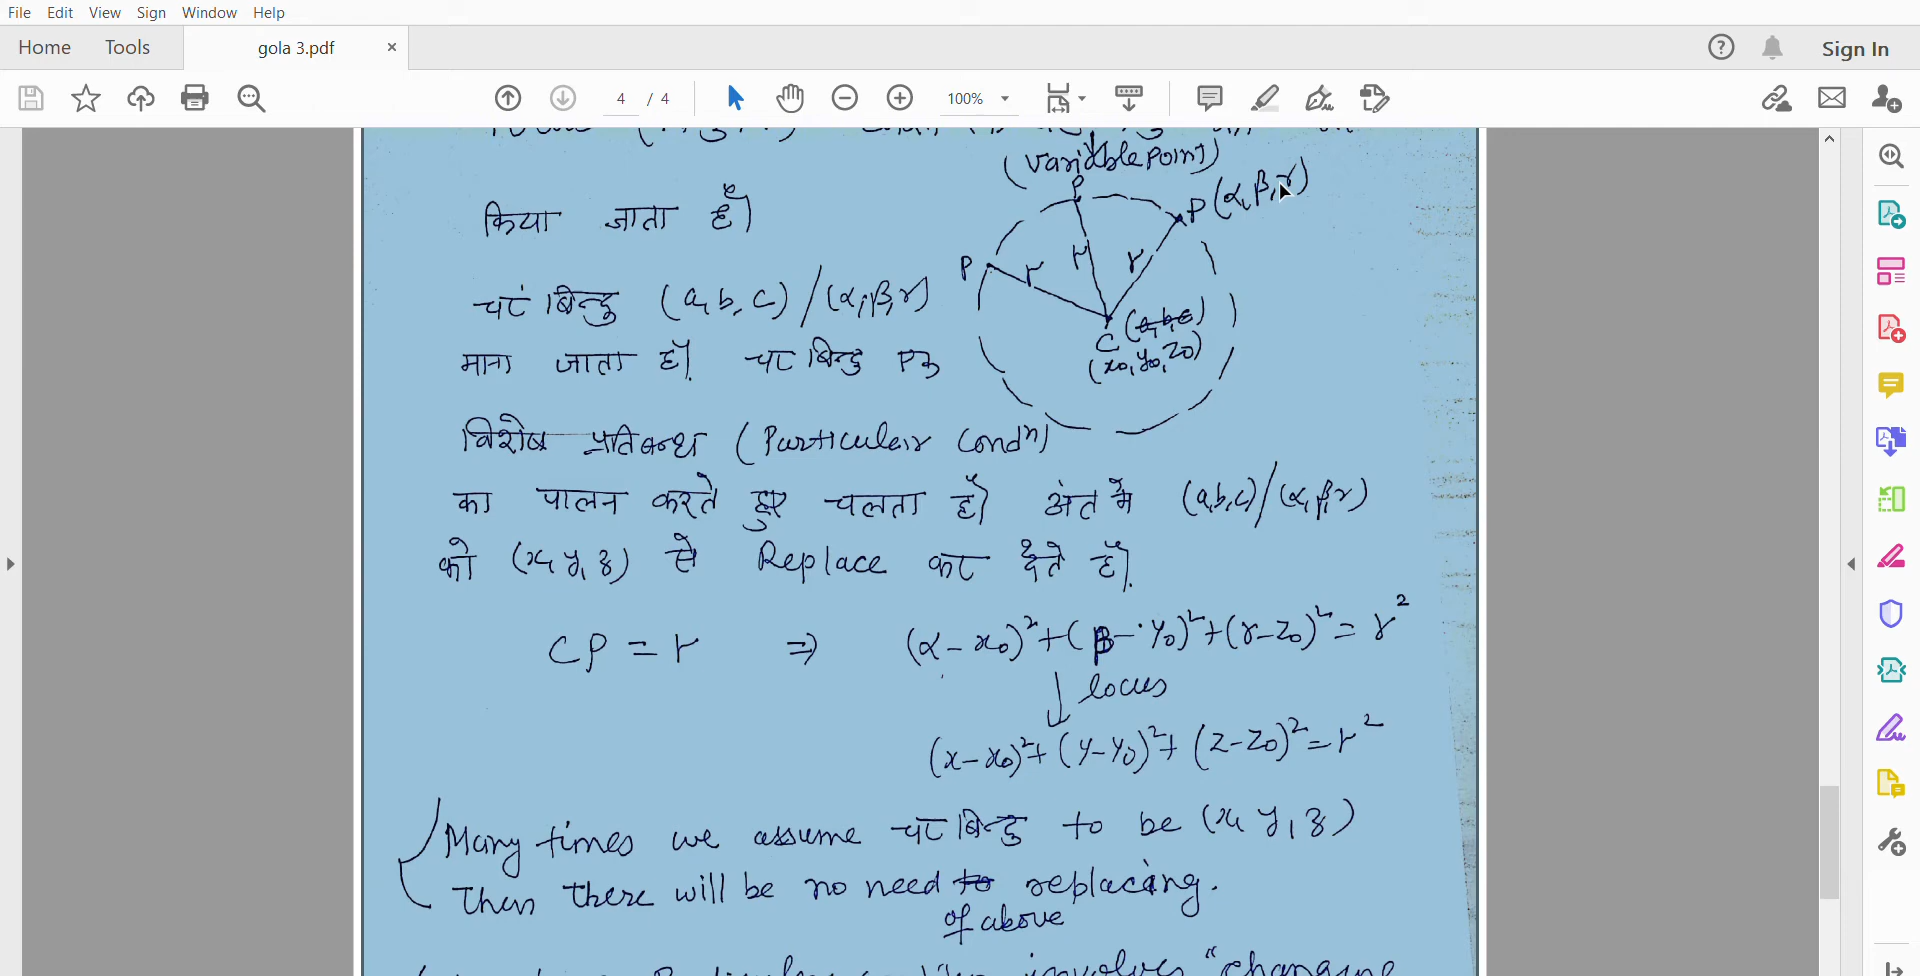 File Edit View Sign Window Help
Home Tools gola 3.pdf × Sign In
4 / 4 100%
(variable point)
किया जाता है।
P
P (α, β, γ)
P r r r
चर बिन्दु (a, b, c) / (α, β, γ)
C (a, b, c)
(x₀, y₀, z₀)
माना जाता है। चर बिन्दु P उ
विशेष प्रतिबन्ध (Particular Condⁿ)
का पालन करते हुए चलता है। अंत में (a, b, c) / (α, β, γ)
को (x, y, z) से Replace कर देते हैं।
CP = r ⇒ (α - x₀)² + (β - y₀)² + (γ - z₀)² = r²
↓ locus
(x - x₀)² + (y - y₀)² + (z - z₀)² = r²
Many times we assume चर बिन्दु to be (x, y, z)
Then there will be no need to replacing.
of above
involves "changing